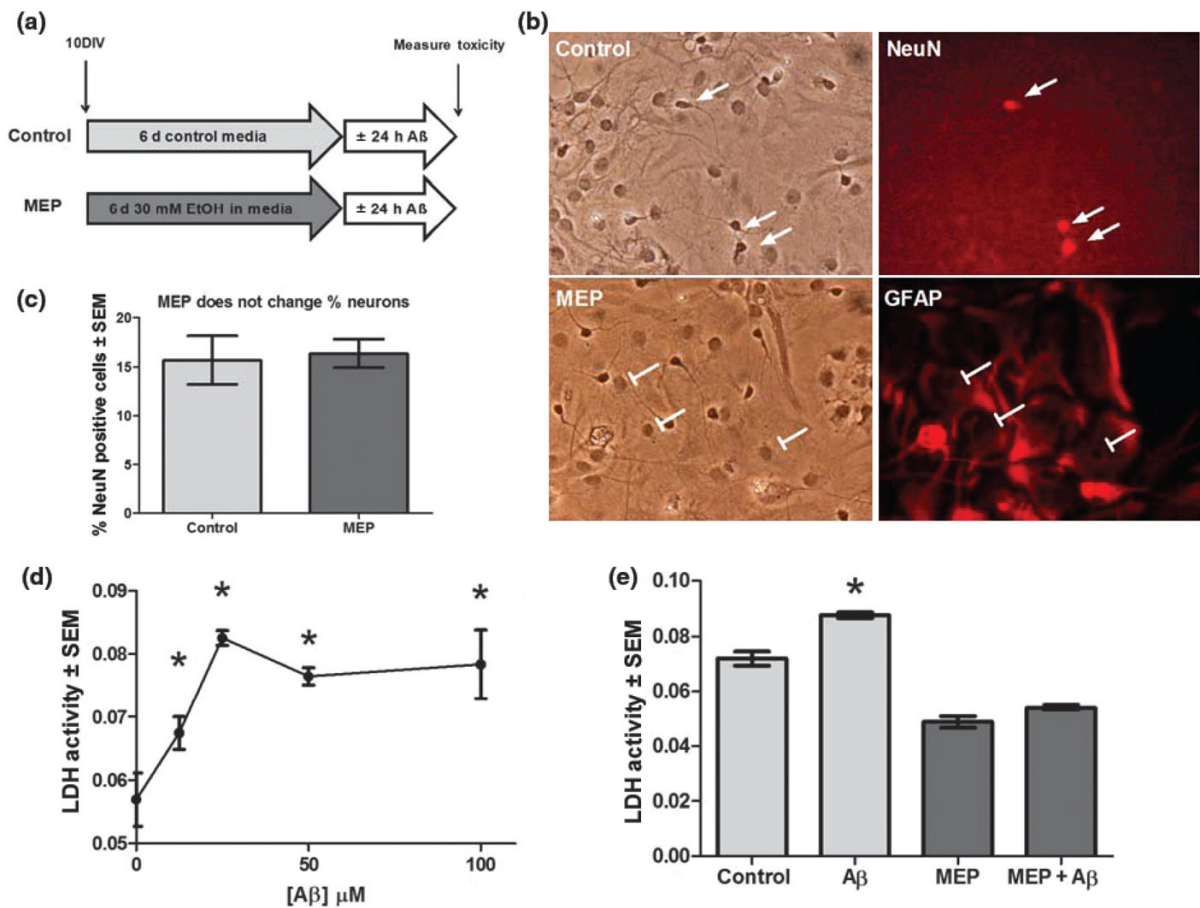 (a)
10DIV
Measure toxicity
Control
6 d control media
± 24 h Aß
MEP
6 d 30 mM EtOH in media
± 24 h Aß
(b)
Control
NeuN
MEP
GFAP
(c)
MEP does not change % neurons
% NeuN positive cells ± SEM
20
15
10
5
0
Control
MEP
(d)
LDH activity ± SEM
0.09
0.08
0.07
0.06
0.05
*
*
*
*
0
50
100
[Aβ] μM
(e)
LDH activity ± SEM
0.10
0.08
0.06
0.04
0.02
0.00
*
Control
Aβ
MEP
MEP + Aβ